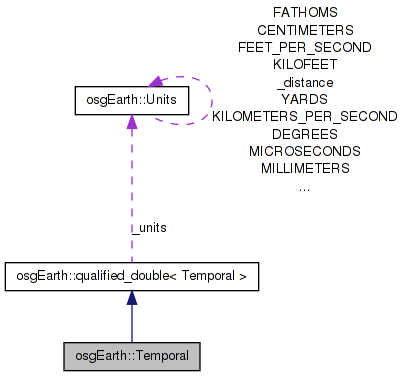 FATHOMS
CENTIMETERS
FEET_PER_SECOND
KILOFEET
_distance
YARDS
KILOMETERS_PER_SECOND
DEGREES
MICROSECONDS
MILLIMETERS
...
osgEarth::Units
_units
osgEarth::qualified_double< Temporal >
osgEarth::Temporal